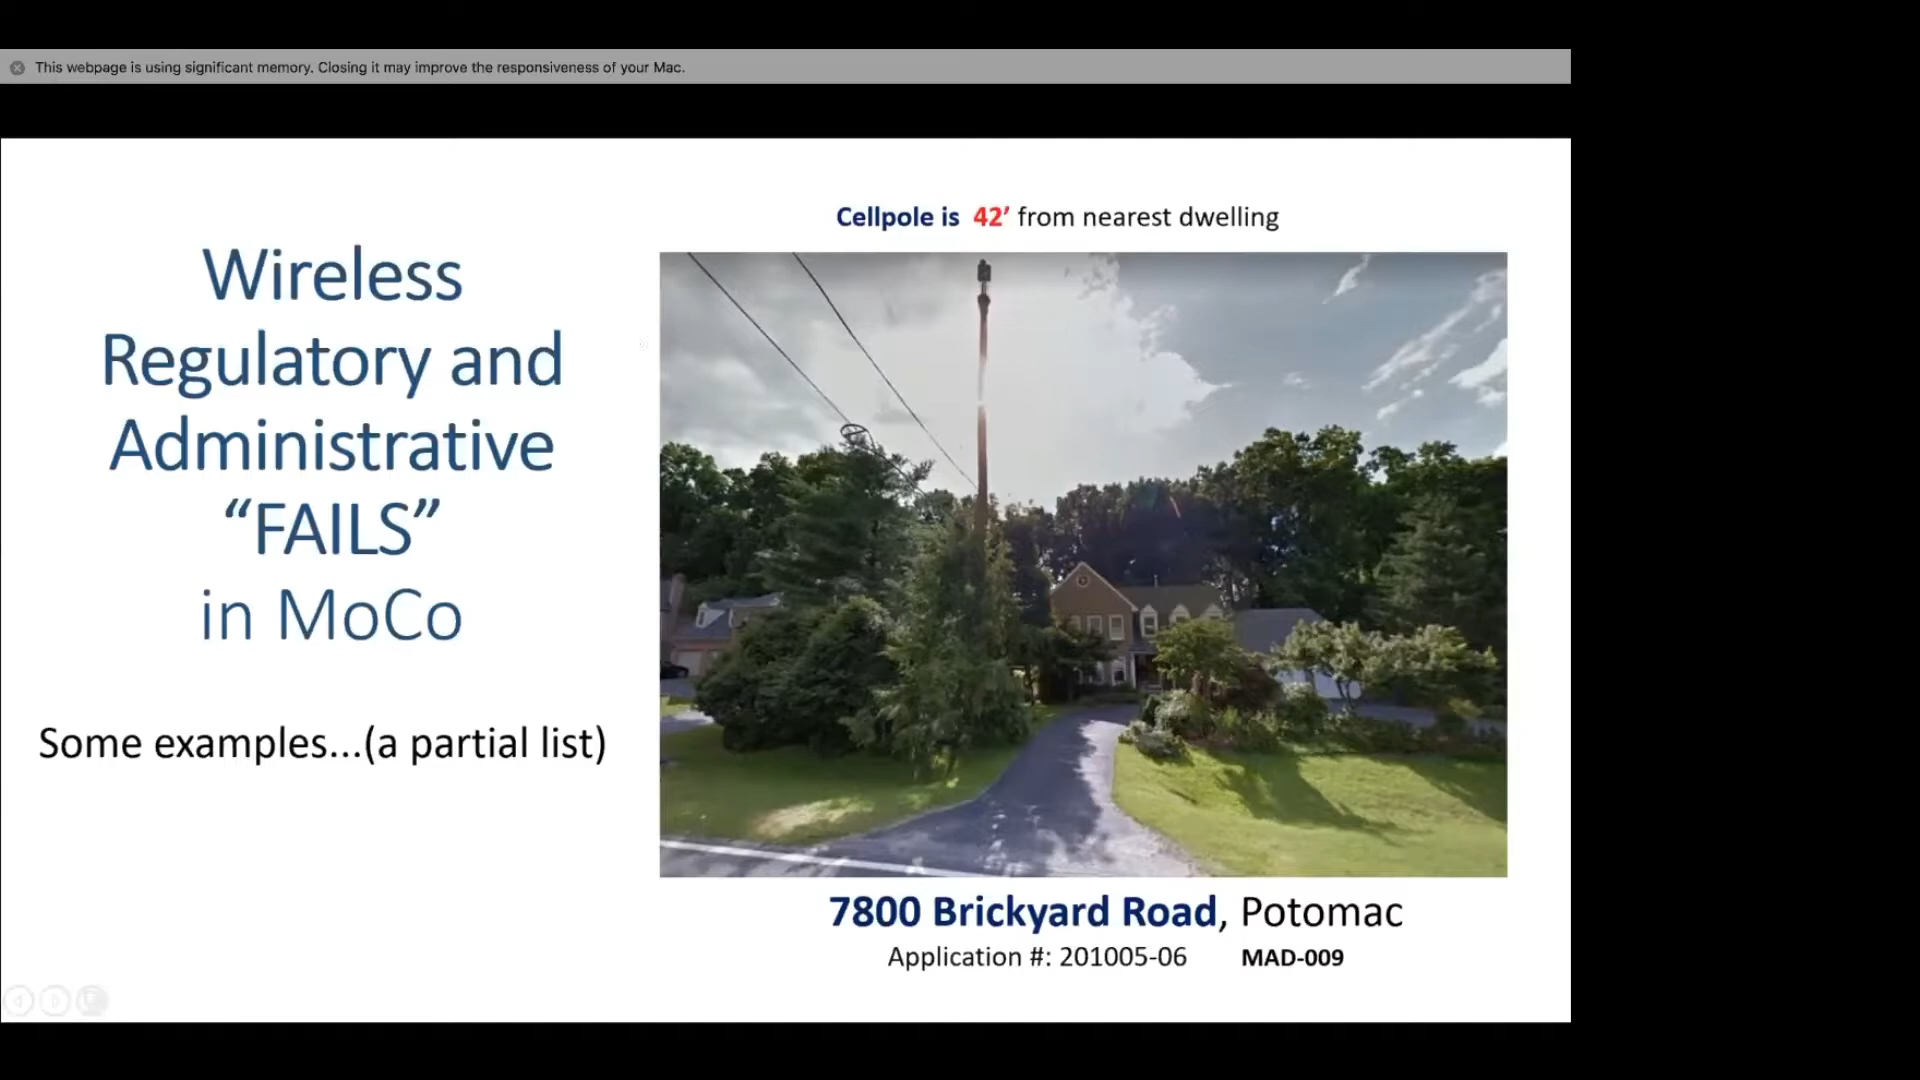 This webpage is using significant memory. Closing it may improve the responsiveness of your Mac.
Wireless
Regulatory and
Administrative
“FAILS”
in MoCo
Some examples...(a partial list)
Cellpole is 42’ from nearest dwelling
7800 Brickyard Road, Potomac
Application #: 201005-06 MAD-009